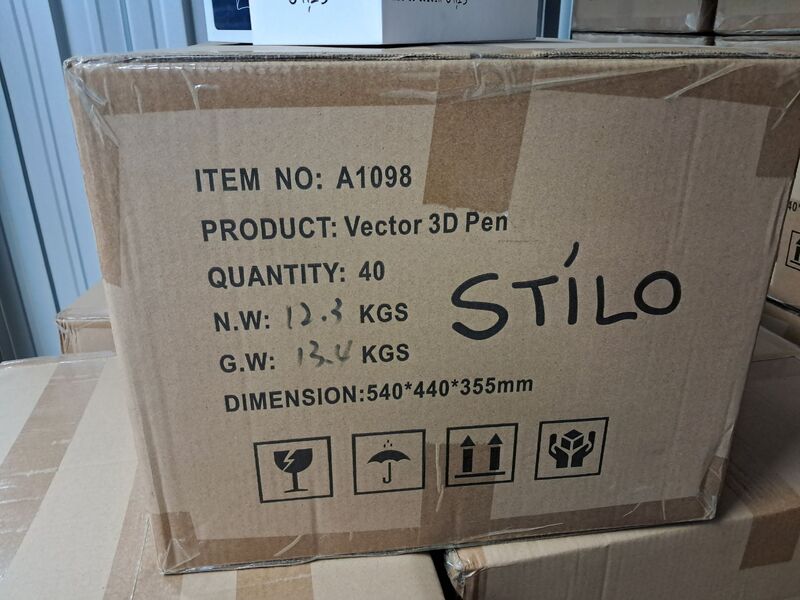 ITEM NO: A1098
PRODUCT: Vector 3D Pen
QUANTITY: 40
N.W: 12.3 KGS
G.W: 13.4 KGS
DIMENSION:540*440*355mm
STÍLO